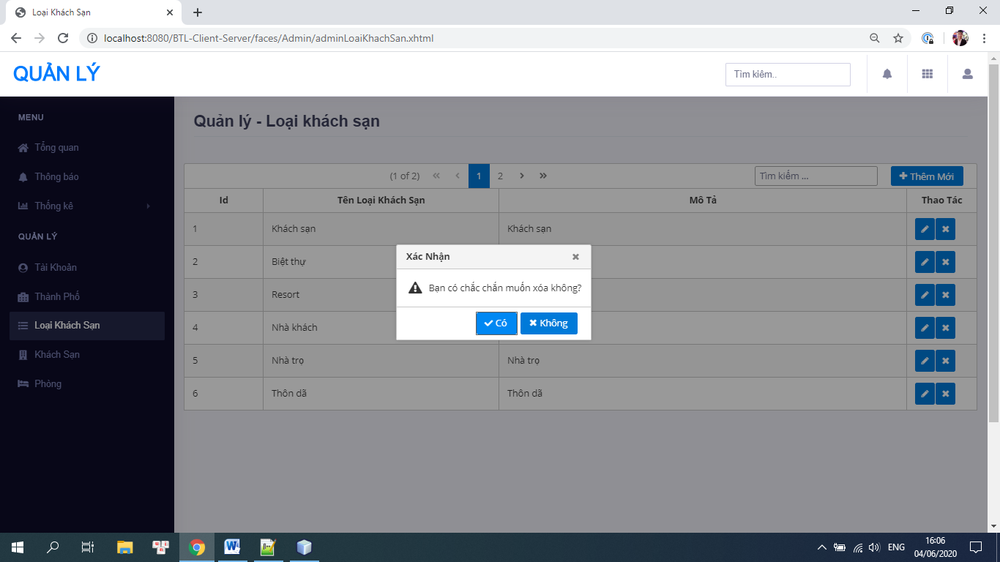 Loại Khách Sạn
localhost:8080/BTL-Client-Server/faces/Admin/adminLoaiKhachSan.xhtml
QUẢN LÝ
Tìm kiếm..
MENU
Tổng quan
Thông báo
Thống kê
QUẢN LÝ
Tài Khoản
Thành Phố
Loại Khách Sạn
Khách Sạn
Phòng
Quản lý - Loại khách sạn
(1 of 2) 1 2
Tìm kiếm ...
Thêm Mới
Id Tên Loại Khách Sạn Mô Tả Thao Tác
1 Khách sạn Khách sạn
2 Biệt thự
3 Resort
4 Nhà khách
5 Nhà trọ Nhà trọ
6 Thôn dã Thôn dã
Xác Nhận
Bạn có chắc chắn muốn xóa không?
Có Không
ENG
16:06
04/06/2020